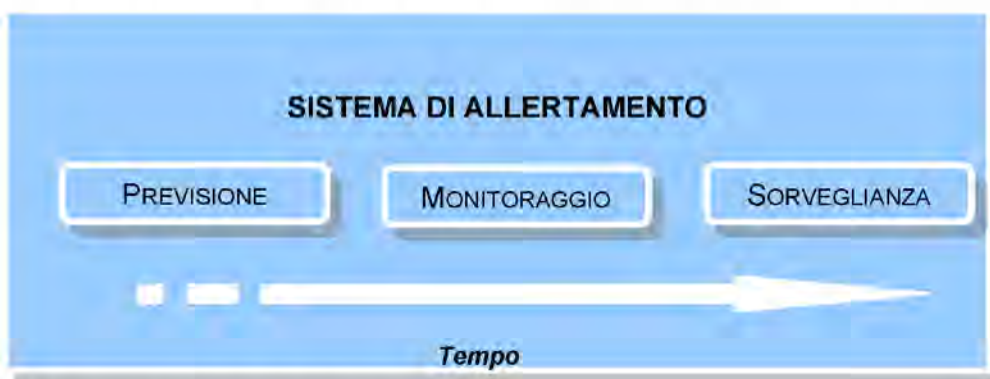 SISTEMA DI ALLERTAMENTO
PREVISIONE MONITORAGGIO SORVEGLIANZA
Tempo